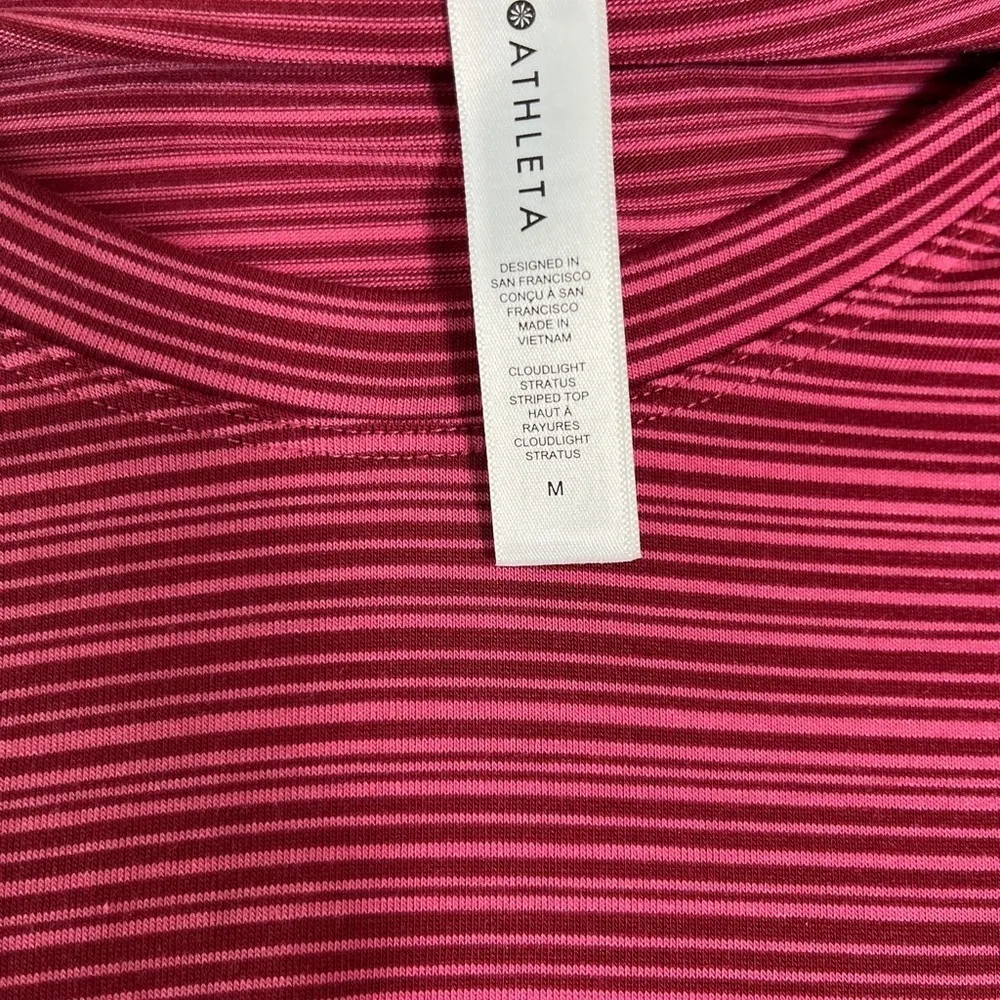 ATHLETA
DESIGNED IN
SAN FRANCISCO
CONÇU À SAN
FRANCISCO
MADE IN
VIETNAM
CLOUDLIGHT
STRATUS
STRIPED TOP
HAUT À
RAYURES
CLOUDLIGHT
STRATUS
M